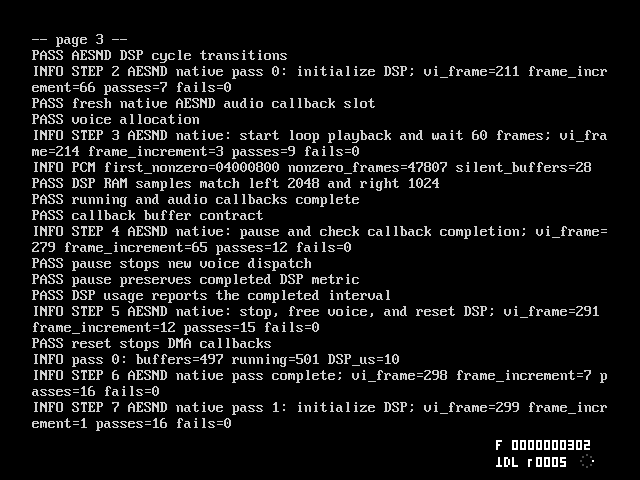 -- page 3 --
PASS AESND DSP cycle transitions
INFO STEP 2 AESND native pass 0: initialize DSP; vi_frame=211 frame_incr
ement=66 passes=7 fails=0
PASS fresh native AESND audio callback slot
PASS voice allocation
INFO STEP 3 AESND native: start loop playback and wait 60 frames; vi_fra
me=214 frame_increment=3 passes=9 fails=0
INFO PCM first_nonzero=04000800 nonzero_frames=47807 silent_buffers=28
PASS DSP RAM samples match left 2048 and right 1024
PASS running and audio callbacks complete
PASS callback buffer contract
INFO STEP 4 AESND native: pause and check callback completion; vi_frame=
279 frame_increment=65 passes=12 fails=0
PASS pause stops new voice dispatch
PASS pause preserves completed DSP metric
PASS DSP usage reports the completed interval
INFO STEP 5 AESND native: stop, free voice, and reset DSP; vi_frame=291
frame_increment=12 passes=15 fails=0
PASS reset stops DMA callbacks
INFO pass 0: buffers=497 running=501 DSP_us=10
INFO STEP 6 AESND native pass complete; vi_frame=298 frame_increment=7 p
asses=16 fails=0
INFO STEP 7 AESND native pass 1: initialize DSP; vi_frame=299 frame_incr
ement=1 passes=16 fails=0
F 0000000302
IDL r0005